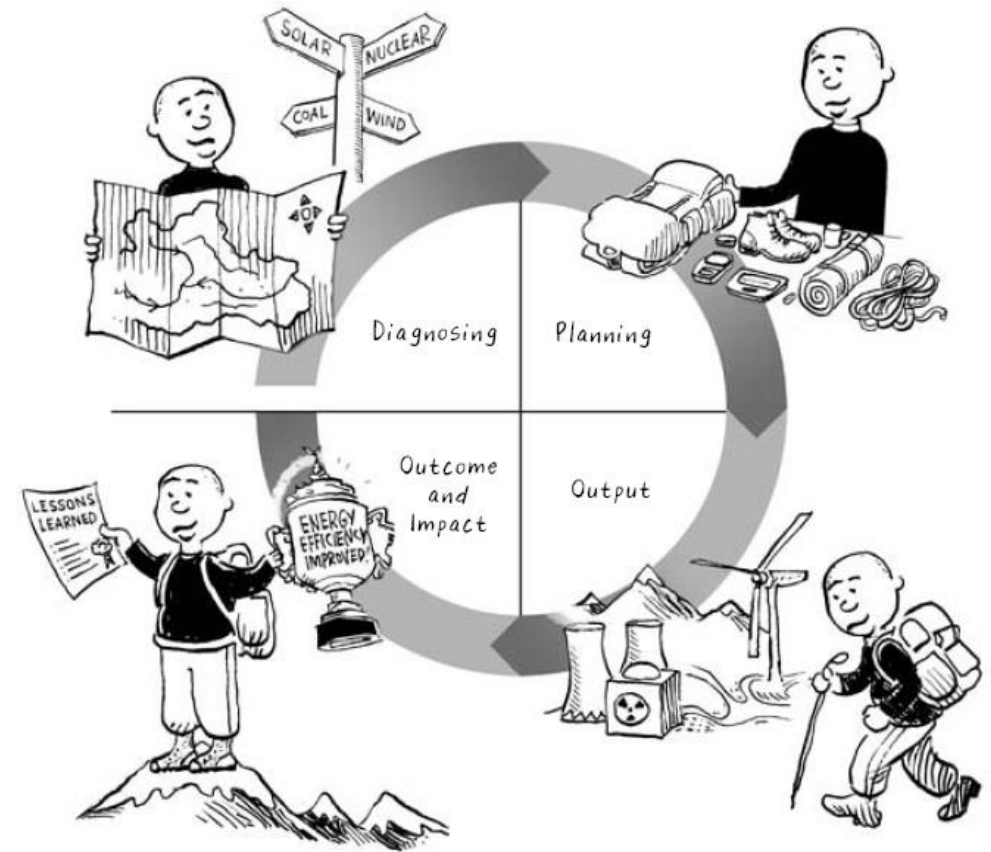 SOLAR
NUCLEAR
COAL
WIND
Diagnosing
Planning
Outcome
and
Impact
Output
LESSONS
LEARNED
ENERGY
EFFICIENCY
IMPROVED!